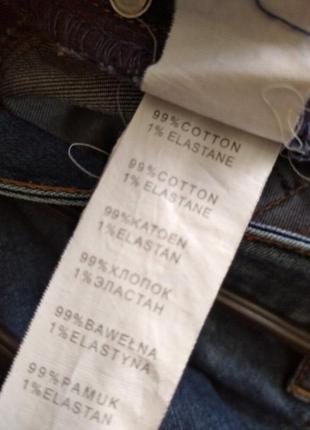 99%COTTON
1% ELASTANE
99%COTTON
1% ELASTANE
99%KATOEN
1%ELASTAN
99%ХЛОПОК
1%ЭЛАСТАН
99%BAWEŁNA
1%ELASTYNA
99%PAMUK
1%ELASTAN